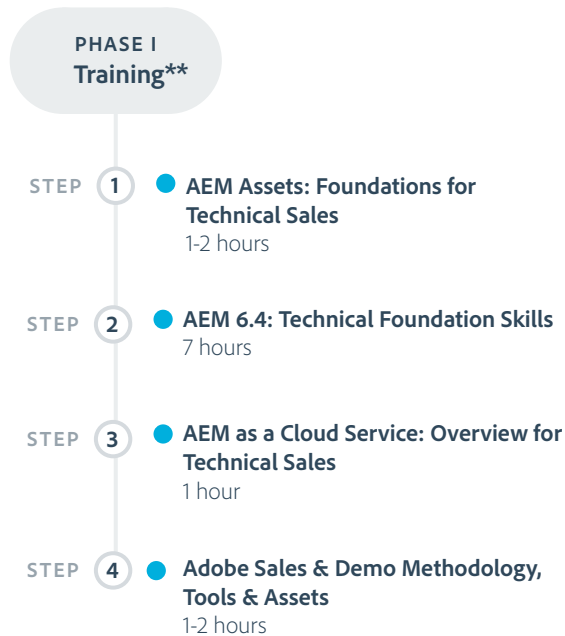 PHASE I
Training**
STEP 1 AEM Assets: Foundations for
Technical Sales
1-2 hours
STEP 2 AEM 6.4: Technical Foundation Skills
7 hours
STEP 3 AEM as a Cloud Service: Overview for
Technical Sales
1 hour
STEP 4 Adobe Sales & Demo Methodology,
Tools & Assets
1-2 hours